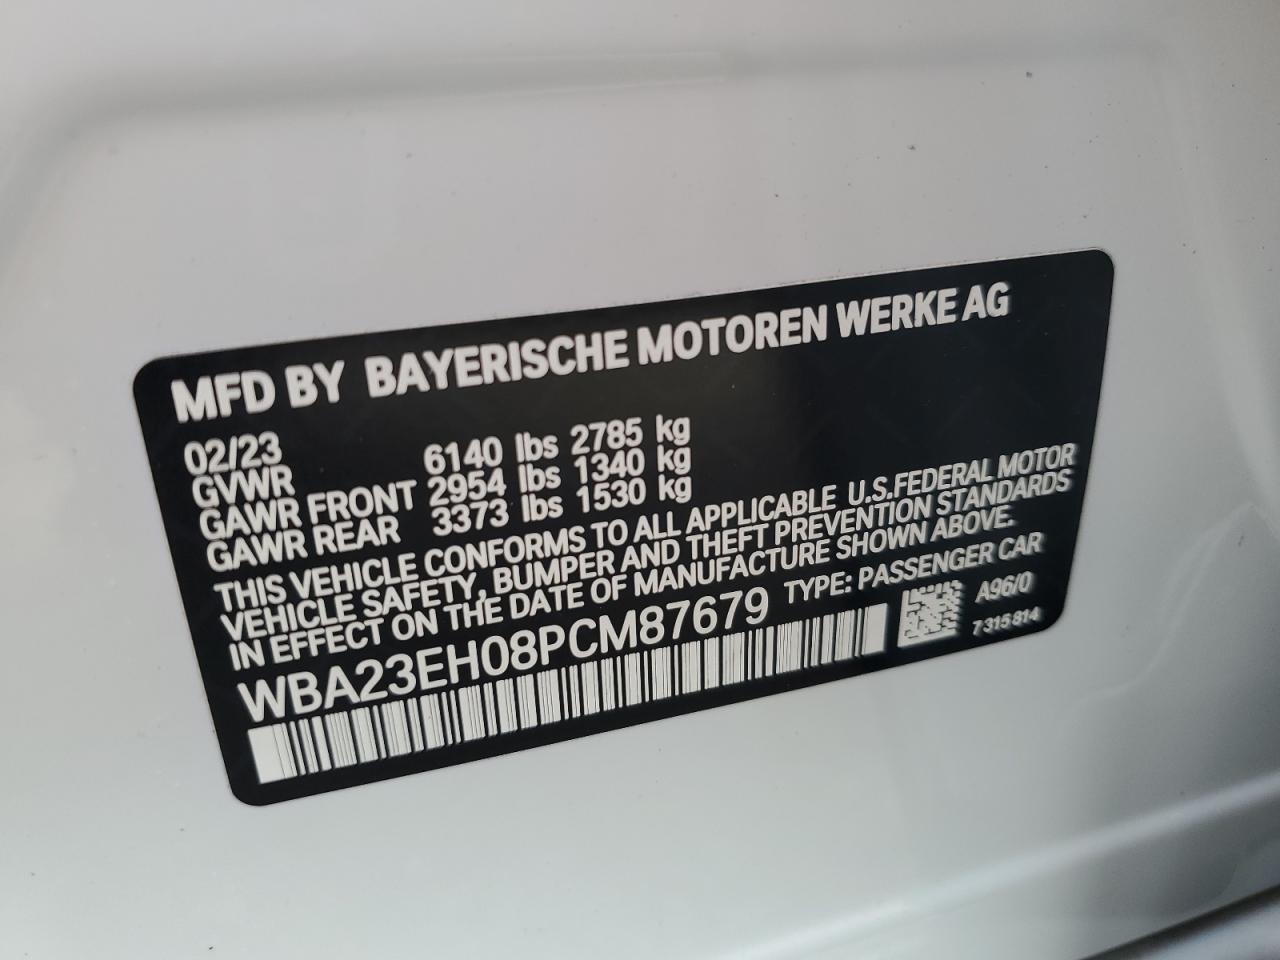 MFD BY BAYERISCHE MOTOREN WERKE AG
02/23
GVWR 6140 lbs 2785 kg
GAWR FRONT 2954 lbs 1340 kg
GAWR REAR 3373 lbs 1530 kg
THIS VEHICLE CONFORMS TO ALL APPLICABLE U.S.FEDERAL MOTOR
VEHICLE SAFETY, BUMPER AND THEFT PREVENTION STANDARDS
IN EFFECT ON THE DATE OF MANUFACTURE SHOWN ABOVE.
WBA23EH08PCM87679 TYPE: PASSENGER CAR
A96/0
7315814